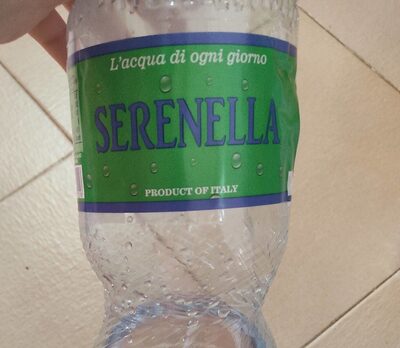 L'acqua di ogni giorno
SERENELLA
PRODUCT OF ITALY